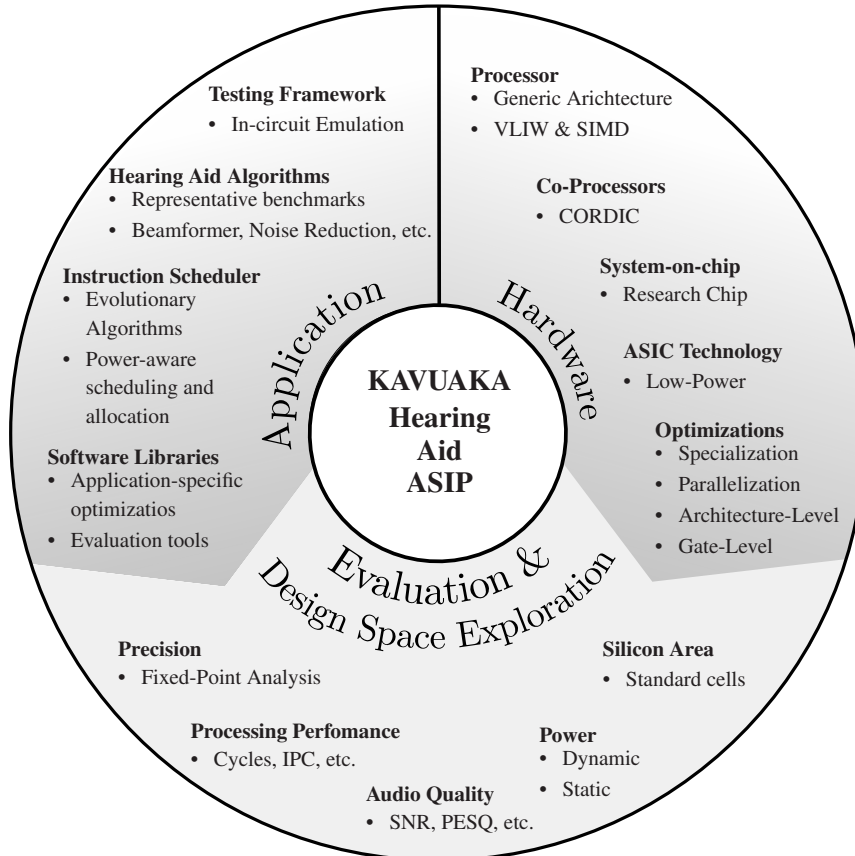 Testing Framework
• In-circuit Emulation
Hearing Aid Algorithms
• Representative benchmarks
• Beamformer, Noise Reduction, etc.
Instruction Scheduler
• Evolutionary
Algorithms
• Power-aware
scheduling and
allocation
Software Libraries
• Application-specific
optimizatios
• Evaluation tools
Application
Processor
• Generic Arichtecture
• VLIW & SIMD
Co-Processors
• CORDIC
System-on-chip
• Research Chip
ASIC Technology
• Low-Power
Optimizations
• Specialization
• Parallelization
• Architecture-Level
• Gate-Level
Hardware
KAVUAKA
Hearing
Aid
ASIP
Evaluation &
Design Space Exploration
Precision
• Fixed-Point Analysis
Processing Perfomance
• Cycles, IPC, etc.
Audio Quality
• SNR, PESQ, etc.
Power
• Dynamic
• Static
Silicon Area
• Standard cells